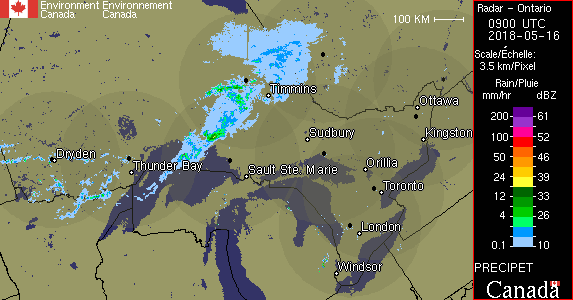 Environment Environnement
Canada Canada
100 KM
Timmins
Ottawa
Sudbury
Kingston
Dryden
Thunder Bay
Sault Ste. Marie
Orillia
Toronto
London
Windsor
Radar - Ontario
0900 UTC
2018-05-16
Scale/Échelle:
3.5 km/Pixel
Rain/Pluie
mm/hr dBZ
200 61
100 52
50 46
24 39
12 33
4 26
0.1 10
PRECIPET
Canada